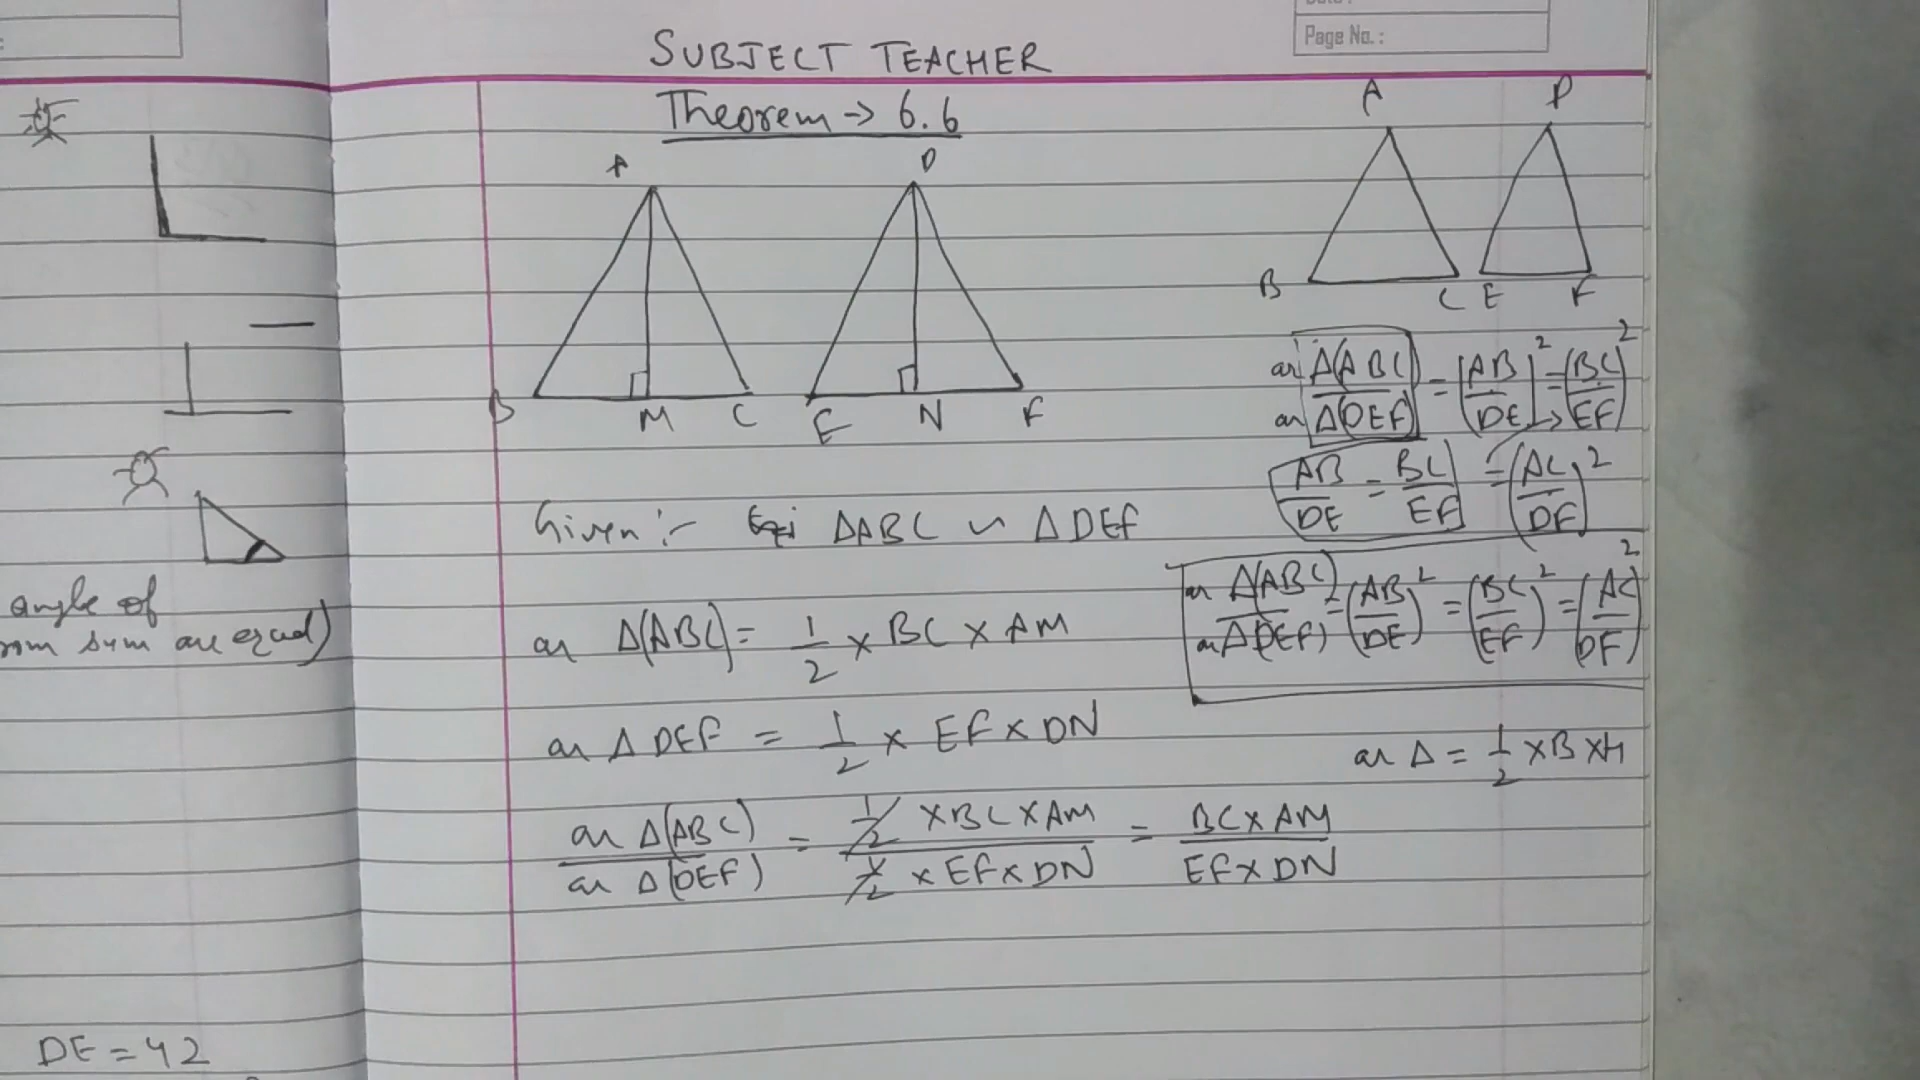 Page No. :
SUBJECT TEACHER
Theorem → 6.6
A
D
B M C E N F
A
D
B C E F
ar Δ(ABC) / ar Δ(DEF) = (AB/DE)² = (BC/EF)²
AB/DE = BC/EF = (AC/DF)²
Given :- ΔABC ~ ΔDEF
ar Δ(ABC) / ar Δ(DEF) = (AB/DE)² = (BC/EF)² = (AC/DF)²
ar Δ(ABC) = 1/2 × BC × AM
ar Δ DEF = 1/2 × EF × DN
ar Δ = 1/2 × B × H
ar Δ(ABC) / ar Δ(DEF) = 1/2 × BC × AM / 1/2 × EF × DN = BC × AM / EF × DN
angle of
sum are equal)
DE = 42